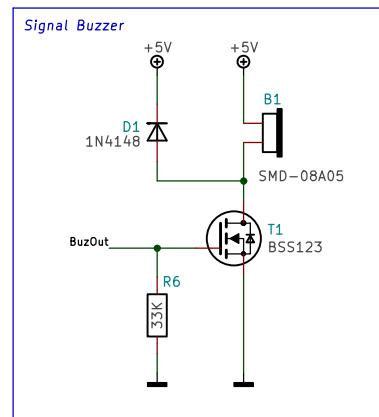 Signal Buzzer
+5V +5V
B1
D1
1N4148
SMD-08A05
T1
BuzOut
BSS123
R6
33K